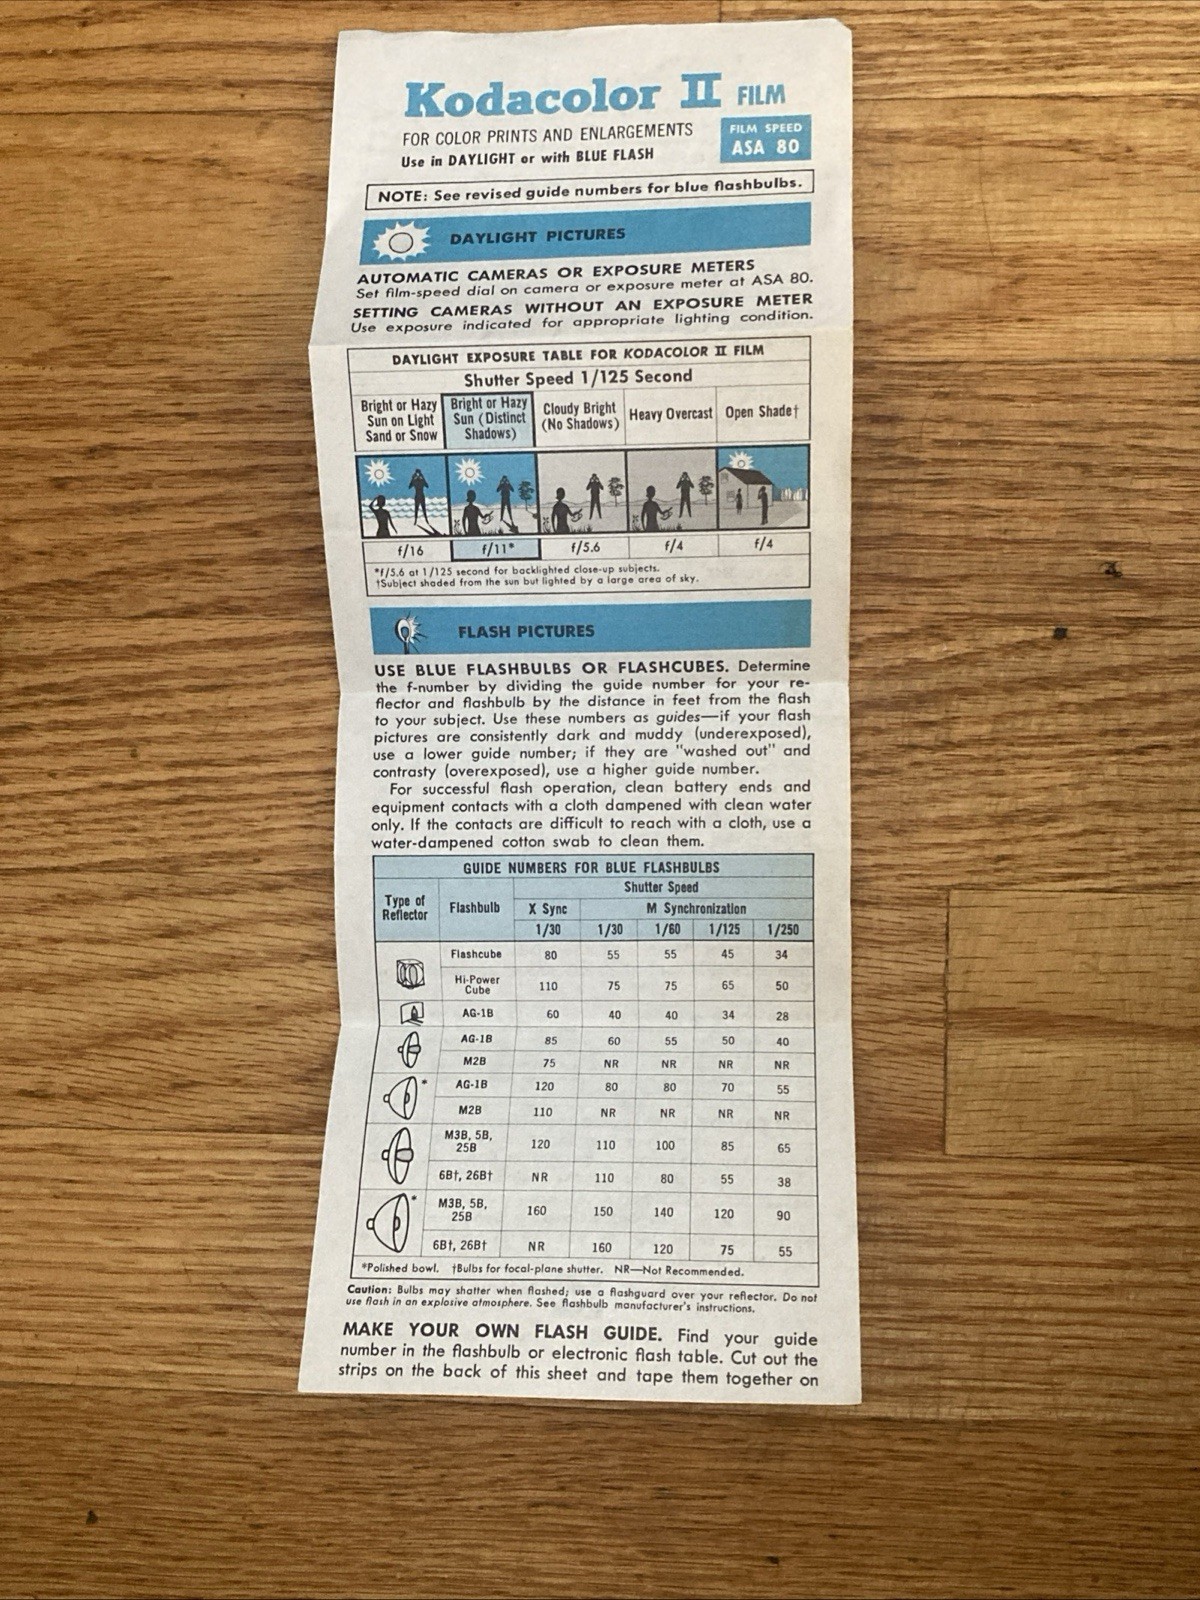 Kodacolor II FILM
FOR COLOR PRINTS AND ENLARGEMENTS
Use in DAYLIGHT or with BLUE FLASH
FILM SPEED
ASA 80
NOTE: See revised guide numbers for blue flashbulbs.
DAYLIGHT PICTURES
AUTOMATIC CAMERAS OR EXPOSURE METERS
Set film-speed dial on camera or exposure meter at ASA 80.
SETTING CAMERAS WITHOUT AN EXPOSURE METER
Use exposure indicated for appropriate lighting condition.
DAYLIGHT EXPOSURE TABLE FOR KODACOLOR II FILM
Shutter Speed 1/125 Second
Bright or Hazy Sun on Light Sand or Snow
Bright or Hazy Sun (Distinct Shadows)
Cloudy Bright (No Shadows)
Heavy Overcast
Open Shade†
f/16 f/11* f/5.6 f/4 f/4
*f/5.6 at 1/125 second for backlighted close-up subjects.
†Subject shaded from the sun but lighted by a large area of sky.
FLASH PICTURES
USE BLUE FLASHBULBS OR FLASHCUBES. Determine
the f-number by dividing the guide number for your re-
flector and flashbulb by the distance in feet from the flash
to your subject. Use these numbers as guides—if your flash
pictures are consistently dark and muddy (underexposed),
use a lower guide number; if they are "washed out" and
contrasty (overexposed), use a higher guide number.
For successful flash operation, clean battery ends and
equipment contacts with a cloth dampened with clean water
only. If the contacts are difficult to reach with a cloth, use a
water-dampened cotton swab to clean them.
GUIDE NUMBERS FOR BLUE FLASHBULBS
Type of Reflector
Flashbulb
Shutter Speed
X Sync M Synchronization
1/30 1/30 1/60 1/125 1/250
Flashcube 80 55 55 45 34
Hi-Power Cube 110 75 75 65 50
AG-1B 60 40 40 34 28
AG-1B 85 60 55 50 40
M2B 75 NR NR NR NR
* AG-1B 120 80 80 70 55
M2B 110 NR NR NR NR
M3B, 5B, 25B 120 110 100 85 65
6B†, 26B† NR 110 80 55 38
* M3B, 5B, 25B 160 150 140 120 90
6B†, 26B† NR 160 120 75 55
*Polished bowl. †Bulbs for focal-plane shutter. NR—Not Recommended.
Caution: Bulbs may shatter when flashed; use a flashguard over your reflector. Do not
use flash in an explosive atmosphere. See flashbulb manufacturer's instructions.
MAKE YOUR OWN FLASH GUIDE. Find your guide
number in the flashbulb or electronic flash table. Cut out the
strips on the back of this sheet and tape them together on